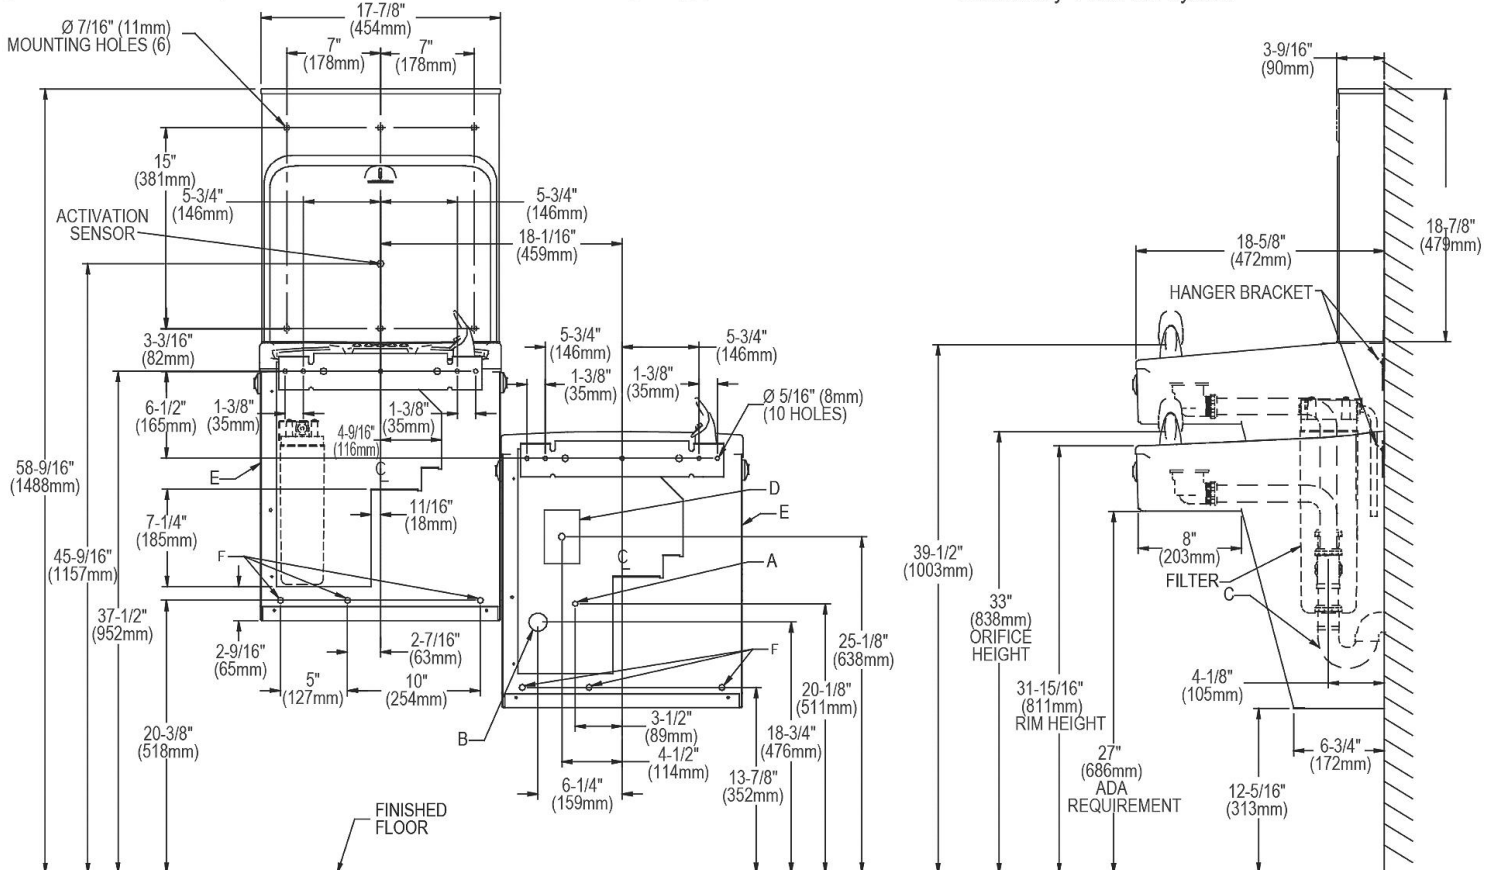 17-7/8"
(454mm)
Ø 7/16" (11mm)
MOUNTING HOLES (6)
7"
(178mm)
7"
(178mm)
15"
(381mm)
5-3/4"
(146mm)
5-3/4"
(146mm)
ACTIVATION
SENSOR
18-1/16"
(459mm)
3-3/16"
(82mm)
6-1/2"
(165mm)
1-3/8"
(35mm)
1-3/8"
(35mm)
4-9/16"
(116mm)
C
L
E
58-9/16"
(1488mm)
11/16"
(18mm)
7-1/4"
(185mm)
F
45-9/16"
(1157mm)
37-1/2"
(952mm)
2-9/16"
(65mm)
2-7/16"
(63mm)
5"
(127mm)
10"
(254mm)
20-3/8"
(518mm)
FINISHED
FLOOR
5-3/4"
(146mm)
5-3/4"
(146mm)
1-3/8"
(35mm)
1-3/8"
(35mm)
Ø 5/16" (8mm)
(10 HOLES)
D
E
C
L
A
F
B
25-1/8"
(638mm)
20-1/8"
(511mm)
18-3/4"
(476mm)
13-7/8"
(352mm)
3-1/2"
(89mm)
4-1/2"
(114mm)
6-1/4"
(159mm)
3-9/16"
(90mm)
18-7/8"
(479mm)
18-5/8"
(472mm)
HANGER BRACKET
39-1/2"
(1003mm)
8"
(203mm)
FILTER
C
33"
(838mm)
ORIFICE
HEIGHT
31-15/16"
(811mm)
RIM HEIGHT
4-1/8"
(105mm)
27"
(686mm)
ADA
REQUIREMENT
6-3/4"
(172mm)
12-5/16"
(313mm)